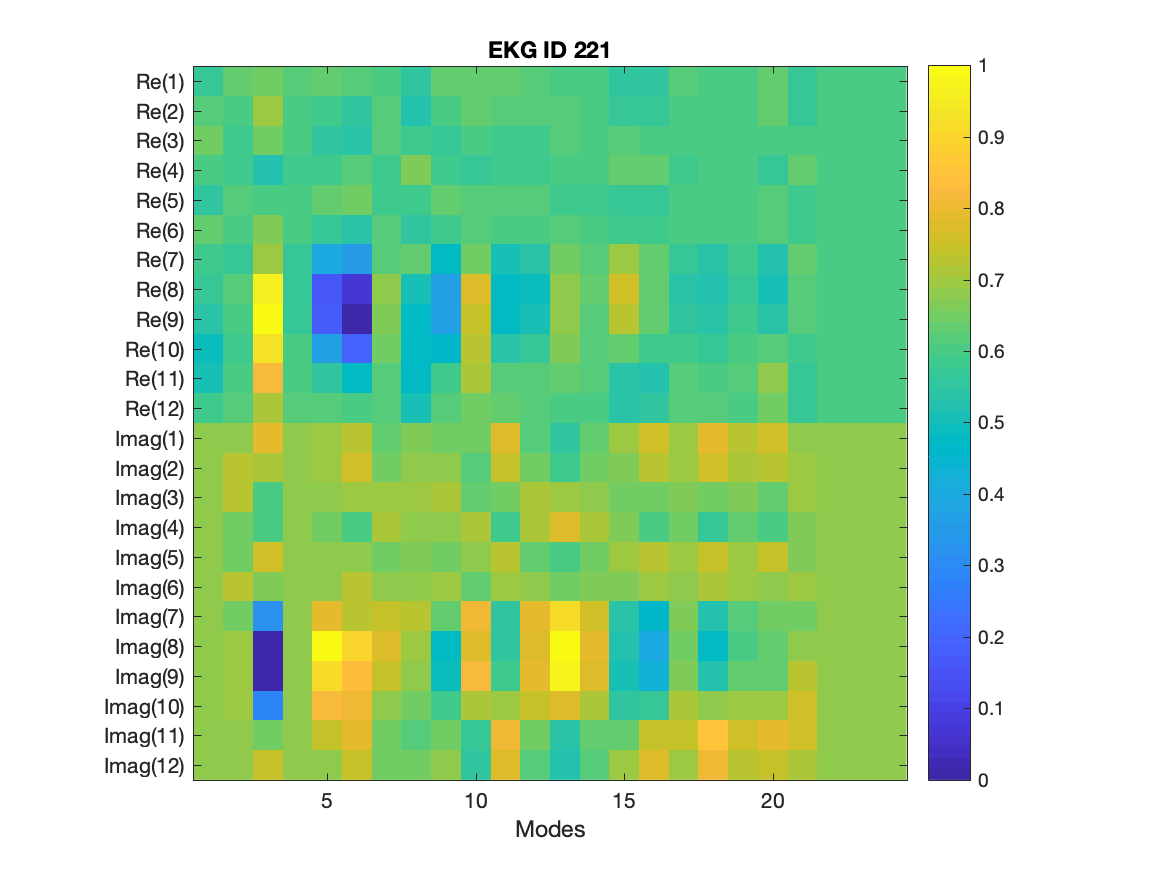 EKG ID 221
Re(1)
Re(2)
Re(3)
Re(4)
Re(5)
Re(6)
Re(7)
Re(8)
Re(9)
Re(10)
Re(11)
Re(12)
Imag(1)
Imag(2)
Imag(3)
Imag(4)
Imag(5)
Imag(6)
Imag(7)
Imag(8)
Imag(9)
Imag(10)
Imag(11)
Imag(12)
5 10 15 20
Modes
1
0.9
0.8
0.7
0.6
0.5
0.4
0.3
0.2
0.1
0